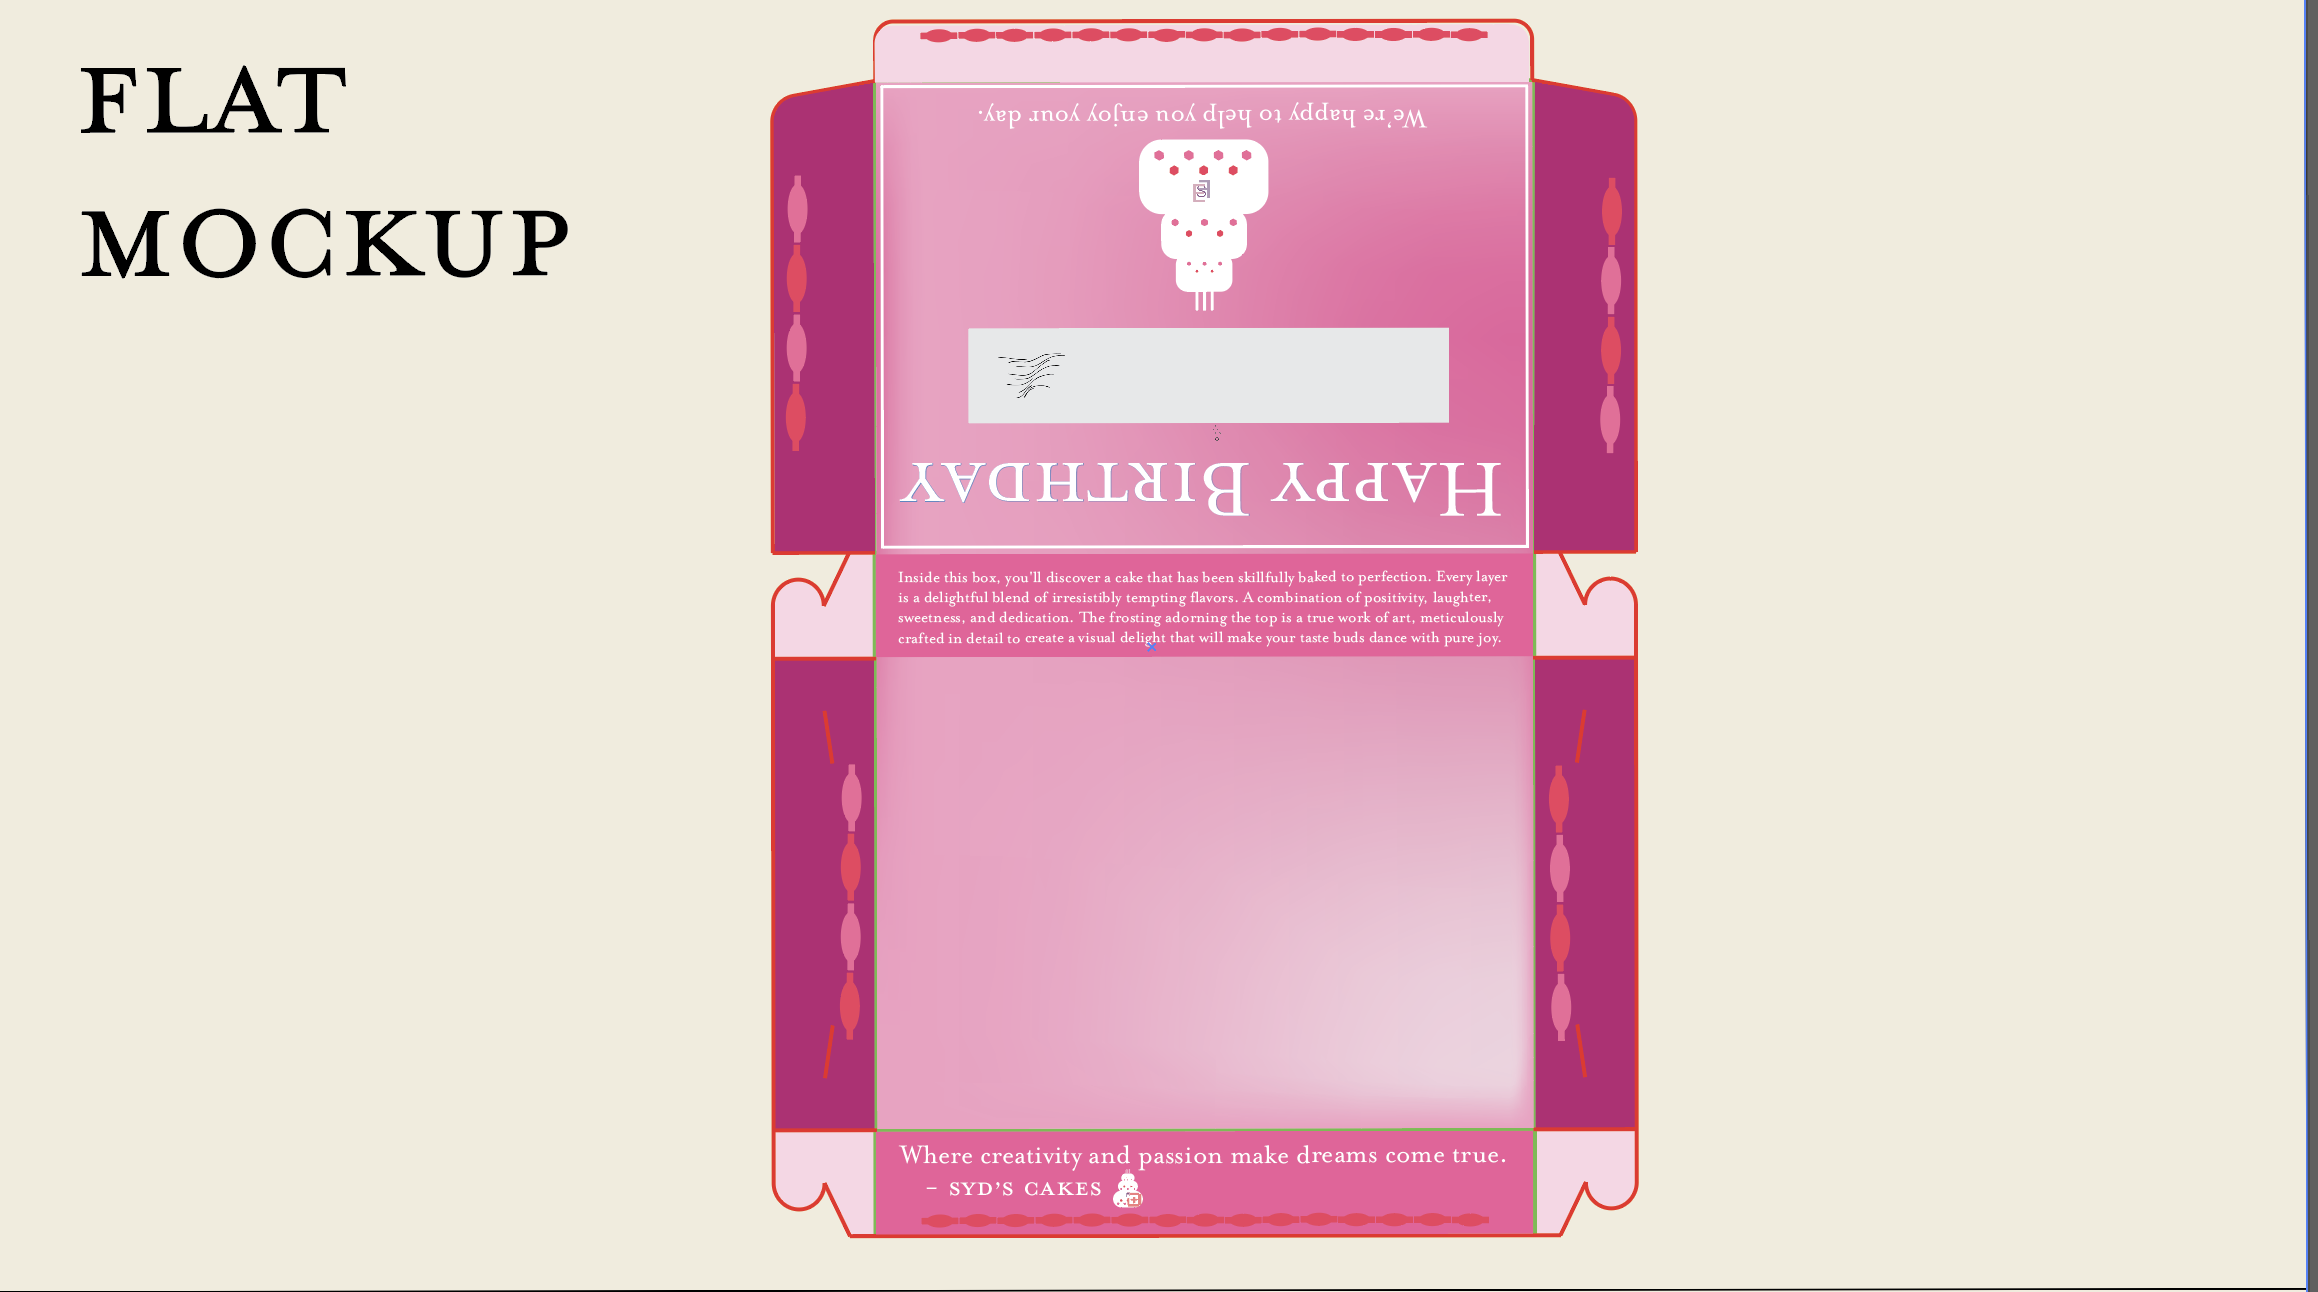 FLAT
MOCKUP
We're happy to help you enjoy your day.
HAPPY BIRTHDAY
Inside this box, you'll discover a cake that has been skillfully baked to perfection. Every layer
is a delightful blend of irresistibly tempting flavors. A combination of positivity, laughter,
sweetness, and dedication. The frosting adorning the top is a true work of art, meticulously
crafted in detail to create a visual delight that will make your taste buds dance with pure joy.
Where creativity and passion make dreams come true.
– SYD'S CAKES